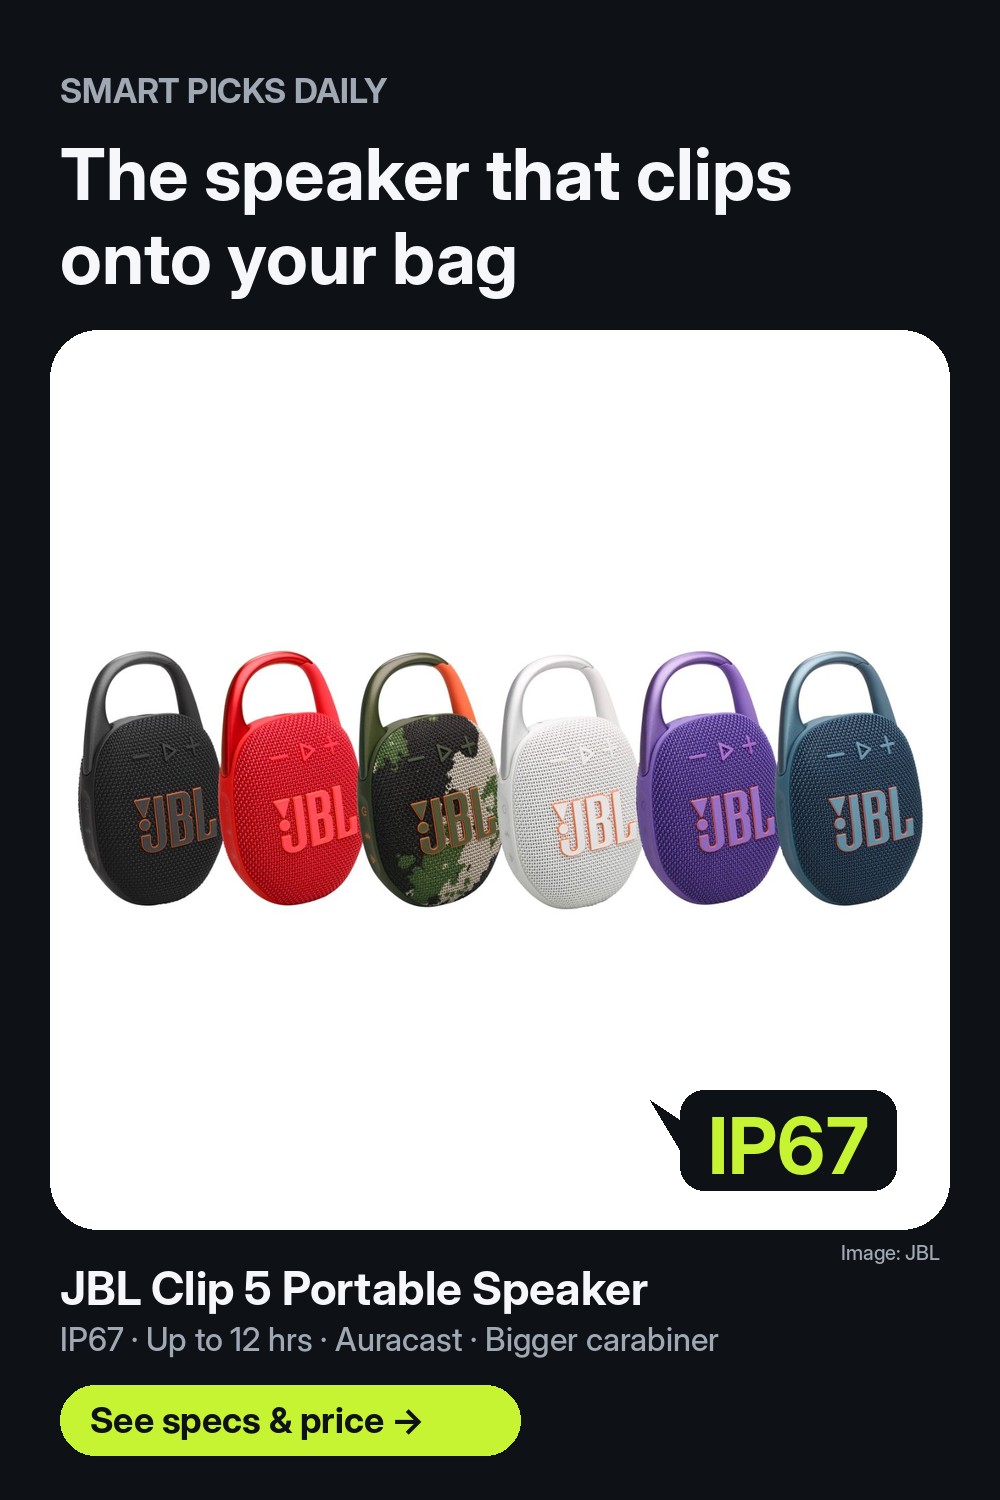 SMART PICKS DAILY
The speaker that clips
onto your bag
JBL JBL JBL JBL JBL JBL
IP67
Image: JBL
JBL Clip 5 Portable Speaker
IP67 · Up to 12 hrs · Auracast · Bigger carabiner
See specs & price →